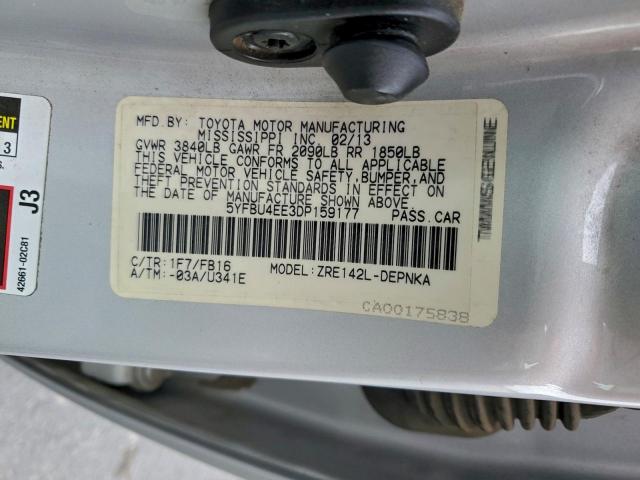 MFD.BY: TOYOTA MOTOR MANUFACTURING
MISSISSIPPI INC 02/13
GVWR 3840LB GAWR FR 2090LB RR 1850LB
THIS VEHICLE CONFORMS TO ALL APPLICABLE
FEDERAL MOTOR VEHICLE SAFETY,BUMPER,
AND THEFT PREVENTION STANDARDS IN EFFECT ON
THE DATE OF MANUFACTURE SHOWN ABOVE.
5YFBU4EE3DP159177 PASS.CAR
C/TR:1F7/FB16
A/TM:-03A/U341E
MODEL:ZRE142L-DEPNKA
CA00175838
ENT
3
J3
42661-02C81